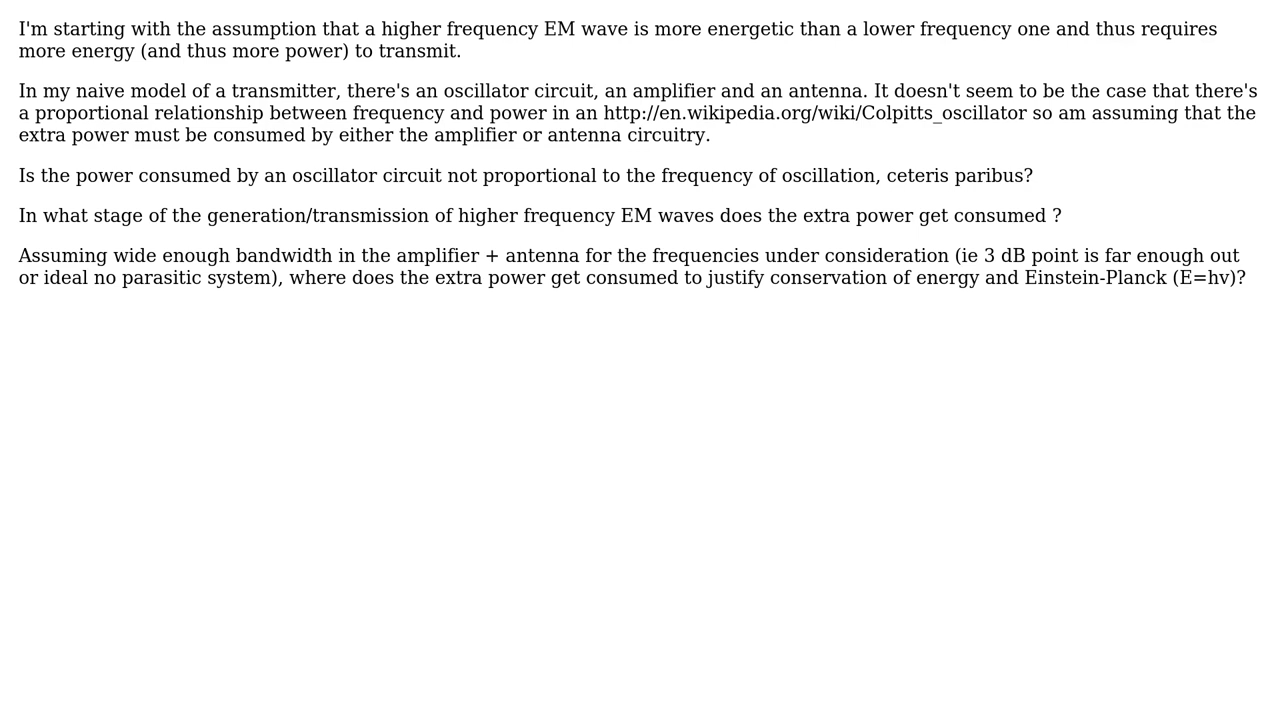 I'm starting with the assumption that a higher frequency EM wave is more energetic than a lower frequency one and thus requires
more energy (and thus more power) to transmit.
In my naive model of a transmitter, there's an oscillator circuit, an amplifier and an antenna. It doesn't seem to be the case that there's
a proportional relationship between frequency and power in an http://en.wikipedia.org/wiki/Colpitts_oscillator so am assuming that the
extra power must be consumed by either the amplifier or antenna circuitry.
Is the power consumed by an oscillator circuit not proportional to the frequency of oscillation, ceteris paribus?
In what stage of the generation/transmission of higher frequency EM waves does the extra power get consumed ?
Assuming wide enough bandwidth in the amplifier + antenna for the frequencies under consideration (ie 3 dB point is far enough out
or ideal no parasitic system), where does the extra power get consumed to justify conservation of energy and Einstein-Planck (E=hv)?